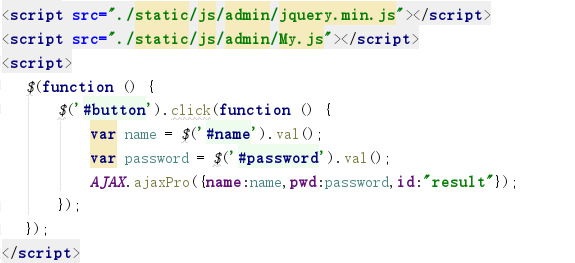 <script src="./static/js/admin/jquery.min.js"></script>
<script src="./static/js/admin/My.js"></script>
<script>
$(function () {
$('#button').click(function () {
var name = $('#name').val();
var password = $('#password').val();
AJAX.ajaxPro({name:name,pwd:password,id:"result"});
});
});
</script>